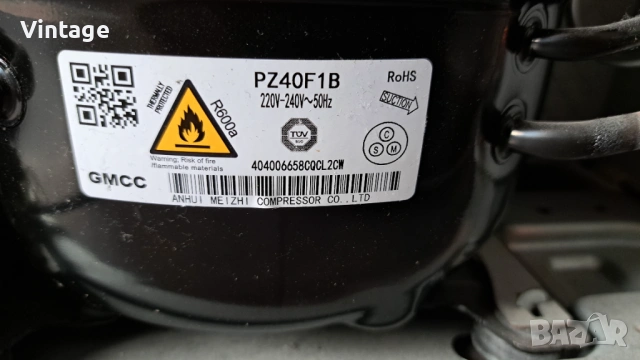 Vintage
PZ40F1B
RoHS
220V-240V~50Hz
THERMALLY
PROTECTED
R600a
SUCTION
TÜV
C
S M
Warning, Risk of fire
/flammable materials
404006658CQCL2CW
GMCC
ANHUI MEIZHI COMPRESSOR CO.,LTD
BAZAR